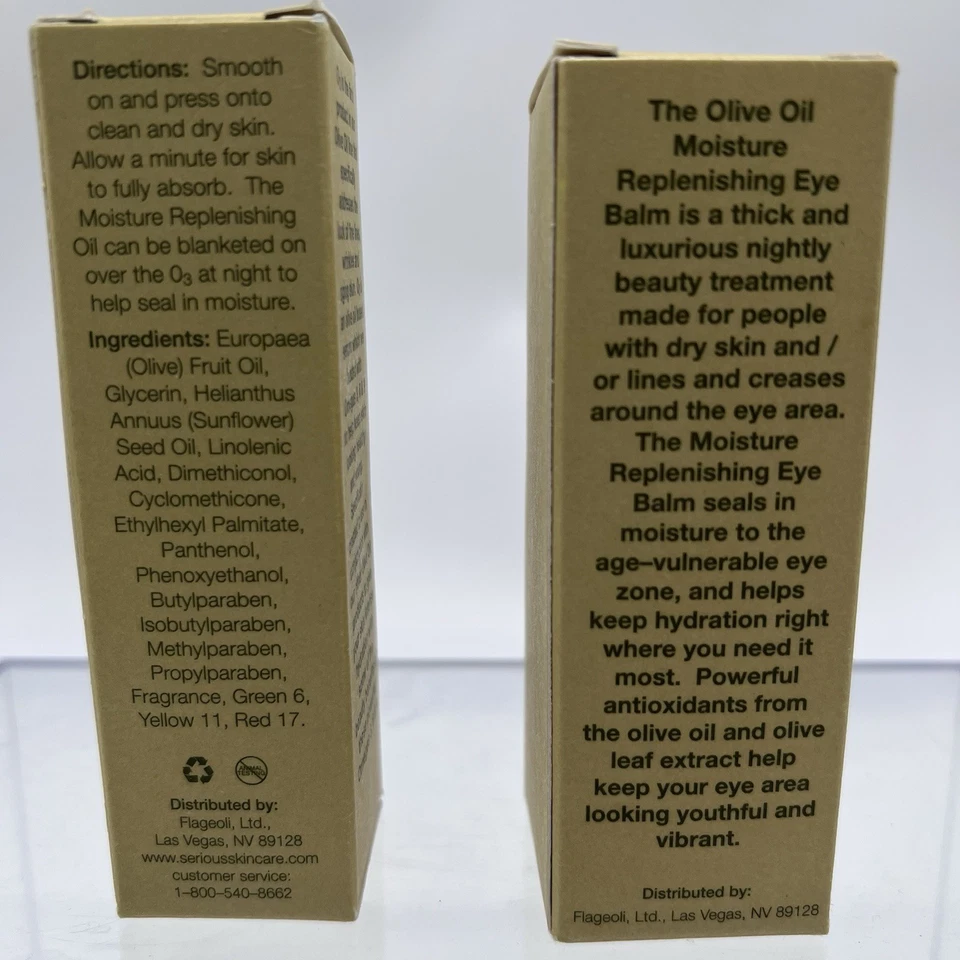 Directions: Smooth
on and press onto
clean and dry skin.
Allow a minute for skin
to fully absorb. The
Moisture Replenishing
Oil can be blanketed on
over the 03 at night to
help seal in moisture.
Ingredients: Europaea
(Olive) Fruit Oil,
Glycerin, Helianthus
Annuus (Sunflower)
Seed Oil, Linolenic
Acid, Dimethiconol,
Cyclomethicone,
Ethylhexyl Palmitate,
Panthenol,
Phenoxyethanol,
Butylparaben,
Isobutylparaben,
Methylparaben,
Propylparaben,
Fragrance, Green 6,
Yellow 11, Red 17.
ANIMAL
TESTING
Distributed by:
Flageoli, Ltd.,
Las Vegas, NV 89128
www.seriousskincare.com
customer service:
1–800–540–8662
The Olive Oil
Moisture
Replenishing Eye
Balm is a thick and
luxurious nightly
beauty treatment
made for people
with dry skin and /
or lines and creases
around the eye area.
The Moisture
Replenishing Eye
Balm seals in
moisture to the
age–vulnerable eye
zone, and helps
keep hydration right
where you need it
most. Powerful
antioxidants from
the olive oil and olive
leaf extract help
keep your eye area
looking youthful and
vibrant.
Distributed by:
Flageoli, Ltd., Las Vegas, NV 89128